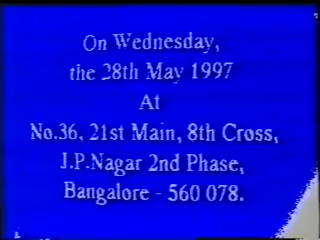 On Wednesday,
the 28th May 1997
At
No.36, 21st Main, 8th Cross,
J.P.Nagar 2nd Phase,
Bangalore - 560 078.